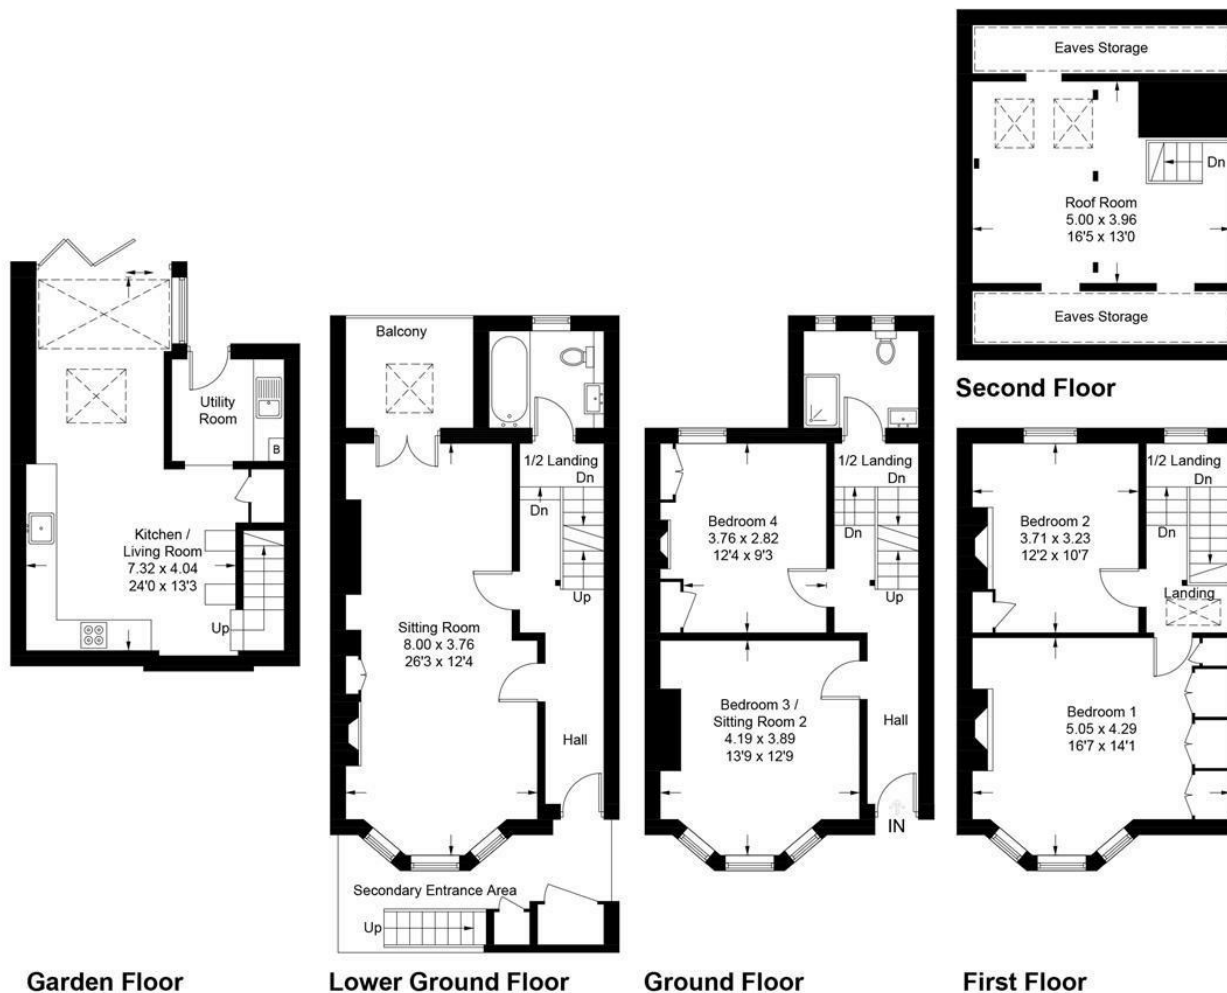 Eaves Storage
Dn
Roof Room
5.00 x 3.96
16'5 x 13'0
Eaves Storage
Second Floor
Utility
Room
B
Kitchen /
Living Room
7.32 x 4.04
24'0 x 13'3
Up
Garden Floor
Balcony
1/2 Landing
Dn
Dn
Up
Sitting Room
8.00 x 3.76
26'3 x 12'4
Hall
Secondary Entrance Area
Up
Lower Ground Floor
1/2 Landing
Dn
Dn
Bedroom 4
3.76 x 2.82
12'4 x 9'3
Up
Bedroom 3 /
Sitting Room 2
4.19 x 3.89
13'9 x 12'9
Hall
IN
Ground Floor
1/2 Landing
Dn
Dn
Bedroom 2
3.71 x 3.23
12'2 x 10'7
Landing
Bedroom 1
5.05 x 4.29
16'7 x 14'1
First Floor